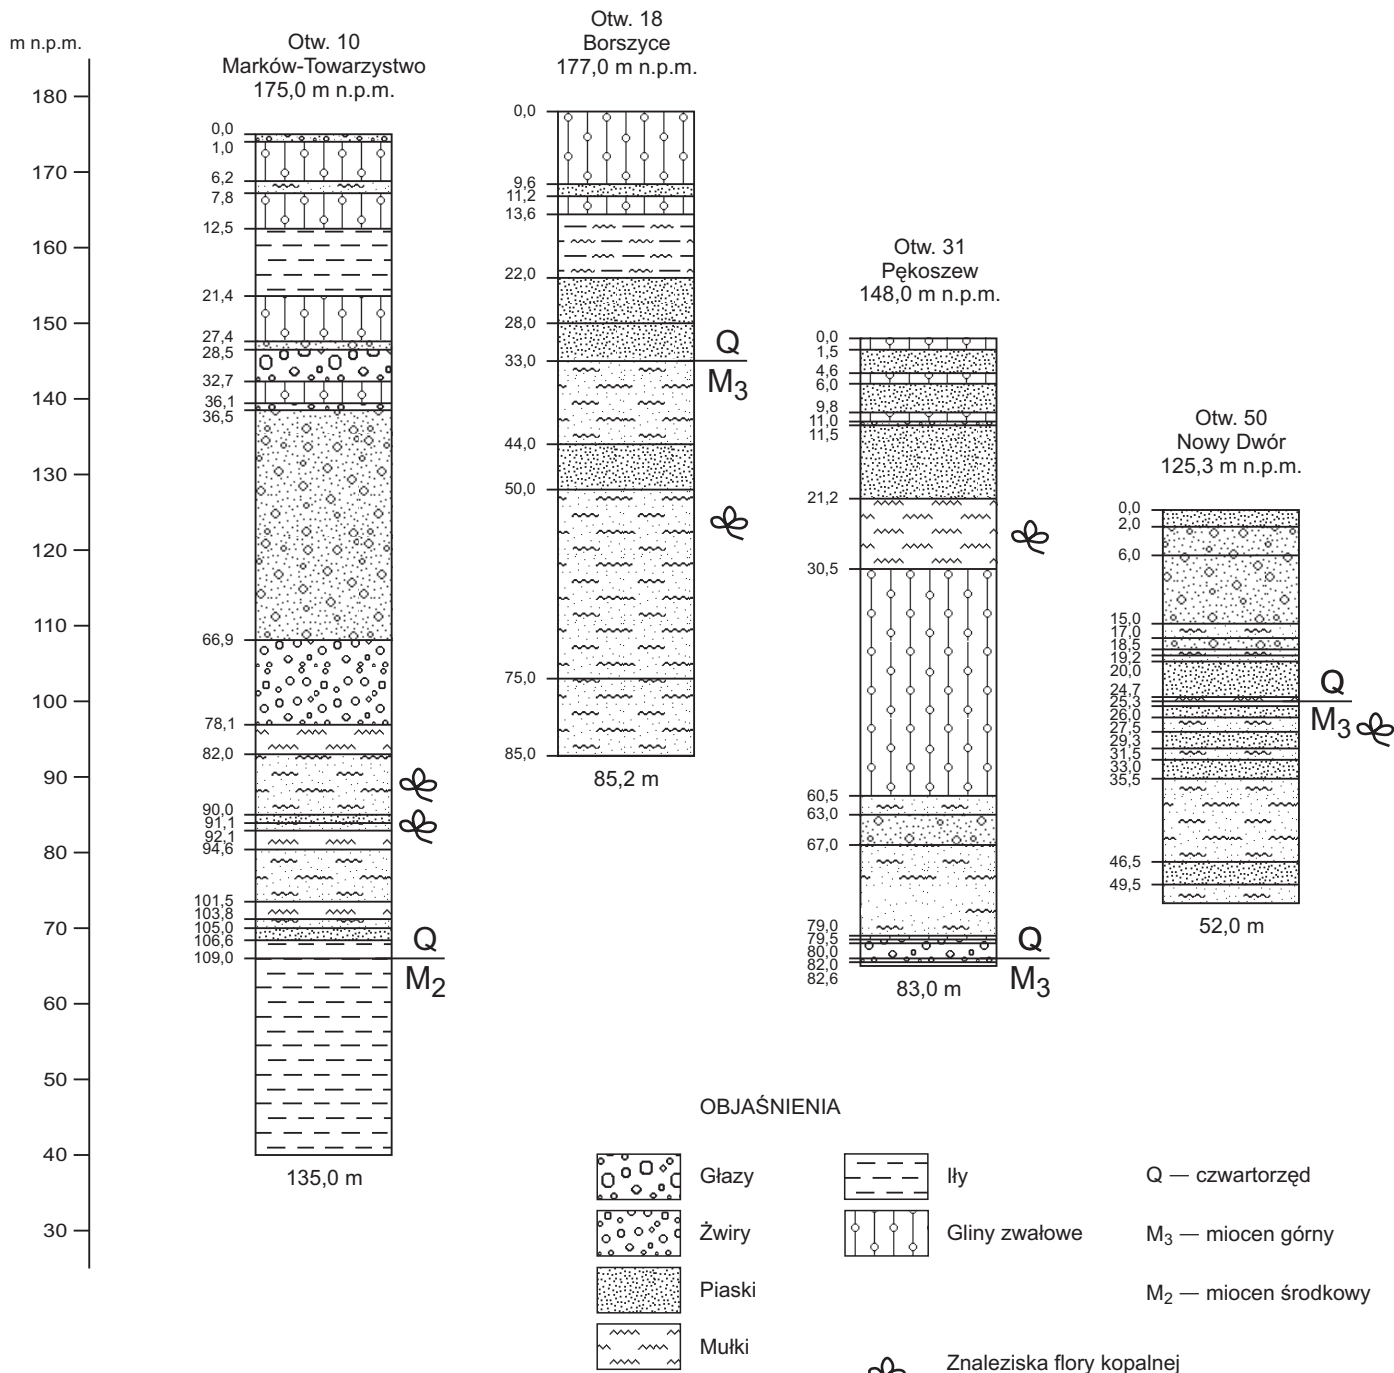 m n.p.m.
180
170
160
150
140
130
120
110
100
90
80
70
60
50
40
30
Otw. 10
Marków-Towarzystwo
175,0 m n.p.m.
0,0
1,0
6,2
7,8
12,5
21,4
27,4
28,5
32,7
36,1
36,5
66,9
78,1
82,0
90,0
91,1
92,1
94,6
101,5
103,8
105,0
106,6
109,0
Q
M2
135,0 m
Otw. 18
Borszyce
177,0 m n.p.m.
0,0
9,6
11,2
13,6
22,0
28,0
33,0
44,0
50,0
75,0
85,0
Q
M3
85,2 m
Otw. 31
Pękoszew
148,0 m n.p.m.
0,0
1,5
4,6
6,0
9,8
11,0
11,5
21,2
30,5
60,5
63,0
67,0
79,0
79,5
80,0
82,0
82,6
Q
M3
83,0 m
Otw. 50
Nowy Dwór
125,3 m n.p.m.
0,0
2,0
6,0
15,0
17,0
18,5
19,2
20,0
24,7
25,3
26,0
27,5
29,3
31,5
33,0
35,5
46,5
49,5
Q
M3
52,0 m
OBJAŚNIENIA
Głazy
Żwiry
Piaski
Mułki
Iły
Gliny zwałowe
Q — czwartorzęd
M3 — miocen górny
M2 — miocen środkowy
Znaleziska flory kopalnej